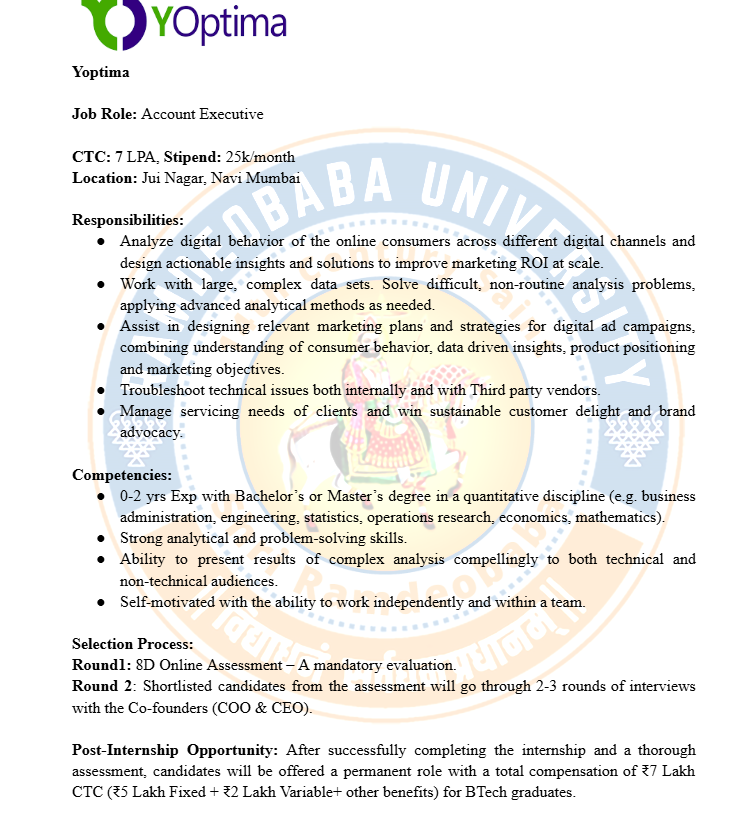 YOptima
Yoptima
Job Role: Account Executive
CTC: 7 LPA, Stipend: 25k/month
Location: Jui Nagar, Navi Mumbai
Responsibilities:
● Analyze digital behavior of the online consumers across different digital channels and
design actionable insights and solutions to improve marketing ROI at scale.
● Work with large, complex data sets. Solve difficult, non-routine analysis problems,
applying advanced analytical methods as needed.
● Assist in designing relevant marketing plans and strategies for digital ad campaigns,
combining understanding of consumer behavior, data driven insights, product positioning
and marketing objectives.
● Troubleshoot technical issues both internally and with Third party vendors.
● Manage servicing needs of clients and win sustainable customer delight and brand
advocacy.
Competencies:
● 0-2 yrs Exp with Bachelor's or Master's degree in a quantitative discipline (e.g. business
administration, engineering, statistics, operations research, economics, mathematics).
● Strong analytical and problem-solving skills.
● Ability to present results of complex analysis compellingly to both technical and
non-technical audiences.
● Self-motivated with the ability to work independently and within a team.
Selection Process:
Round1: 8D Online Assessment – A mandatory evaluation.
Round 2: Shortlisted candidates from the assessment will go through 2-3 rounds of interviews
with the Co-founders (COO & CEO).
Post-Internship Opportunity: After successfully completing the internship and a thorough
assessment, candidates will be offered a permanent role with a total compensation of ₹7 Lakh
CTC (₹5 Lakh Fixed + ₹2 Lakh Variable+ other benefits) for BTech graduates.
RAMDEOBABA UNIVERSITY
Shri Ramdeobaba